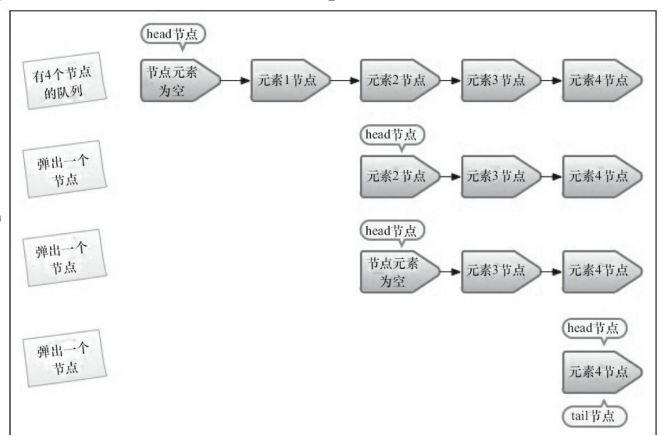 head节点
有4个节点
的队列
节点元素
为空
元素1节点
元素2节点
元素3节点
元素4节点
head节点
弹出一个
节点
元素2节点
元素3节点
元素4节点
head节点
弹出一个
节点
节点元素
为空
元素3节点
元素4节点
head节点
弹出一个
节点
元素4节点
tail节点